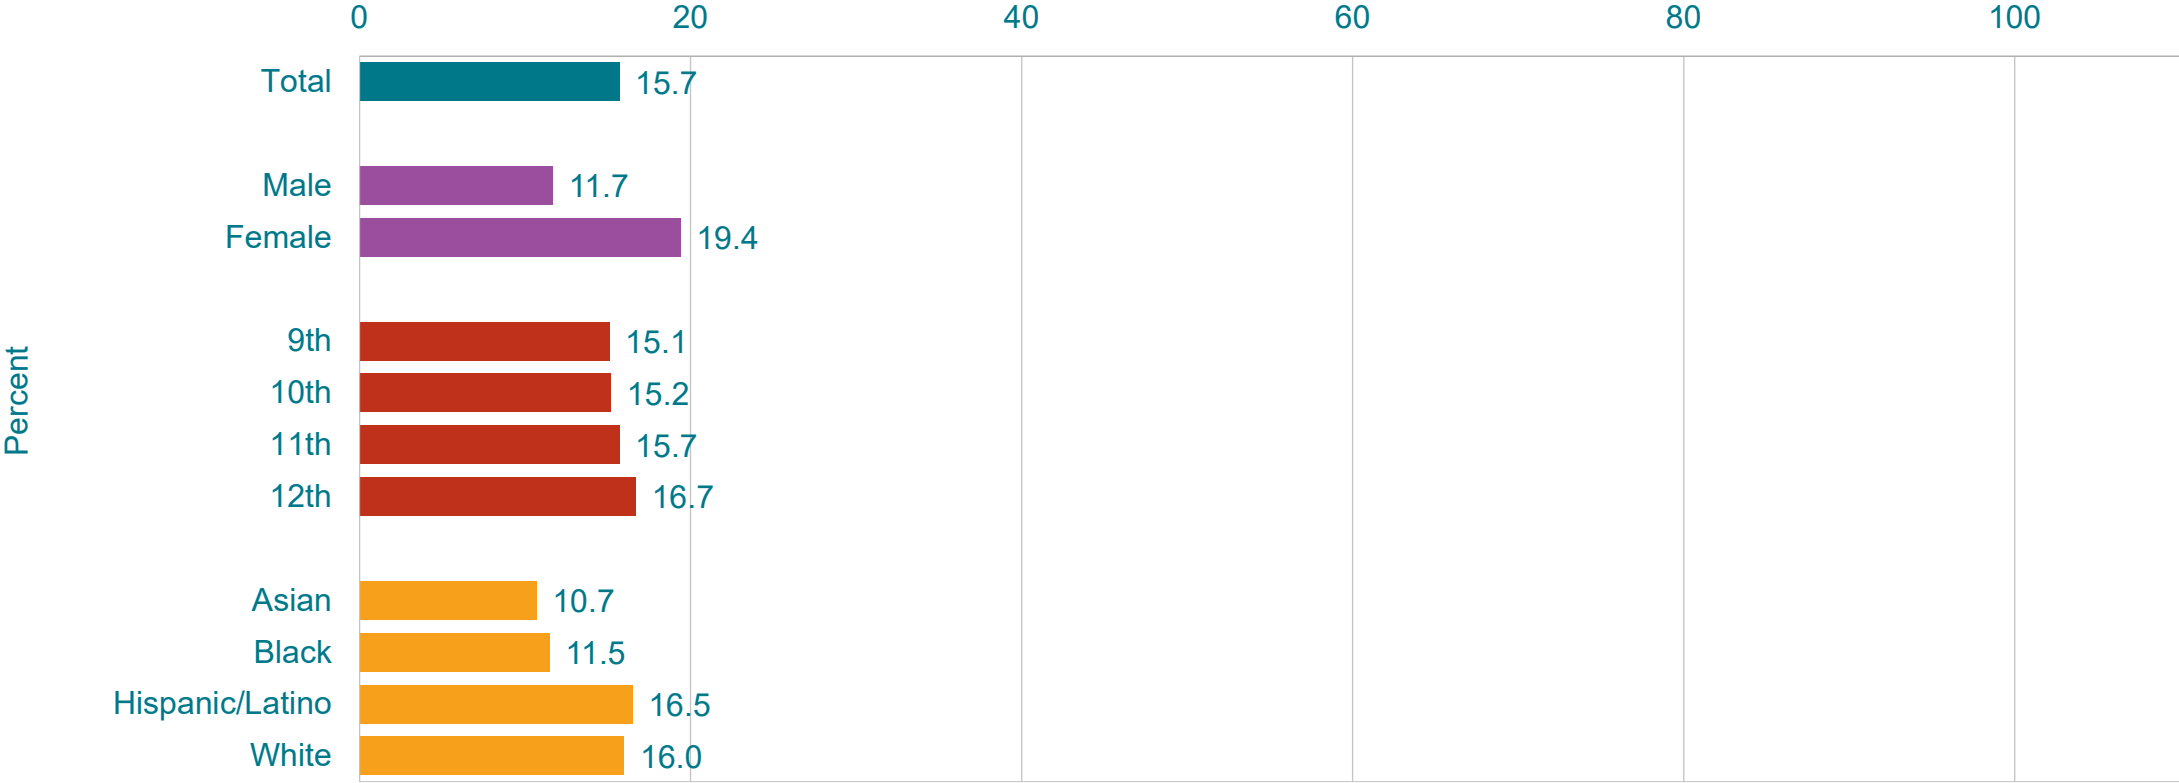 0 20 40 60 80 100
Total 15.7
Male 11.7
Female 19.4
9th 15.1
10th 15.2
11th 15.7
12th 16.7
Asian 10.7
Black 11.5
Hispanic/Latino 16.5
White 16.0
Percent